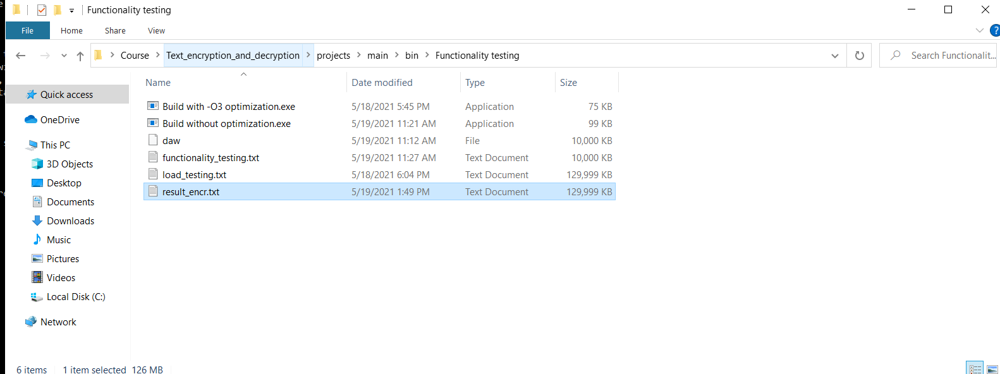 Functionality testing
File Home Share View ?
Course Text_encryption_and_decryption projects main bin Functionality testing Search Functionalit...
Name Date modified Type Size
Quick access
OneDrive
This PC
3D Objects
Desktop
Documents
Downloads
Music
Pictures
Videos
Local Disk (C:)
Network
Build with -O3 optimization.exe 5/18/2021 5:45 PM Application 75 KB
Build without optimization.exe 5/19/2021 11:21 AM Application 99 KB
daw 5/19/2021 11:12 AM File 10,000 KB
functionality_testing.txt 5/19/2021 11:27 AM Text Document 10,000 KB
load_testing.txt 5/18/2021 6:04 PM Text Document 129,999 KB
result_encr.txt 5/19/2021 1:49 PM Text Document 129,999 KB
6 items 1 item selected 126 MB